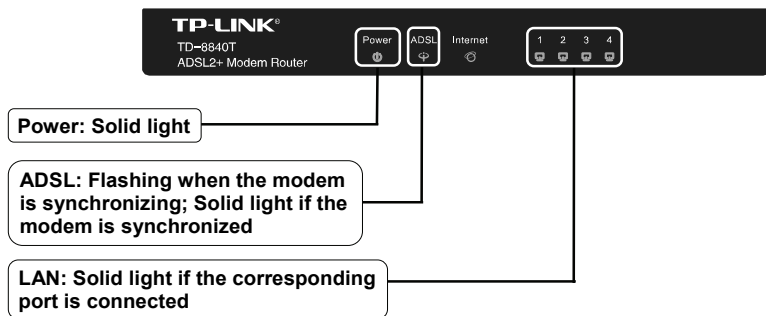 TP-LINK®
TD-8840T
ADSL2+ Modem Router
Power ADSL Internet 1 2 3 4
Power: Solid light
ADSL: Flashing when the modem
is synchronizing; Solid light if the
modem is synchronized
LAN: Solid light if the corresponding
port is connected